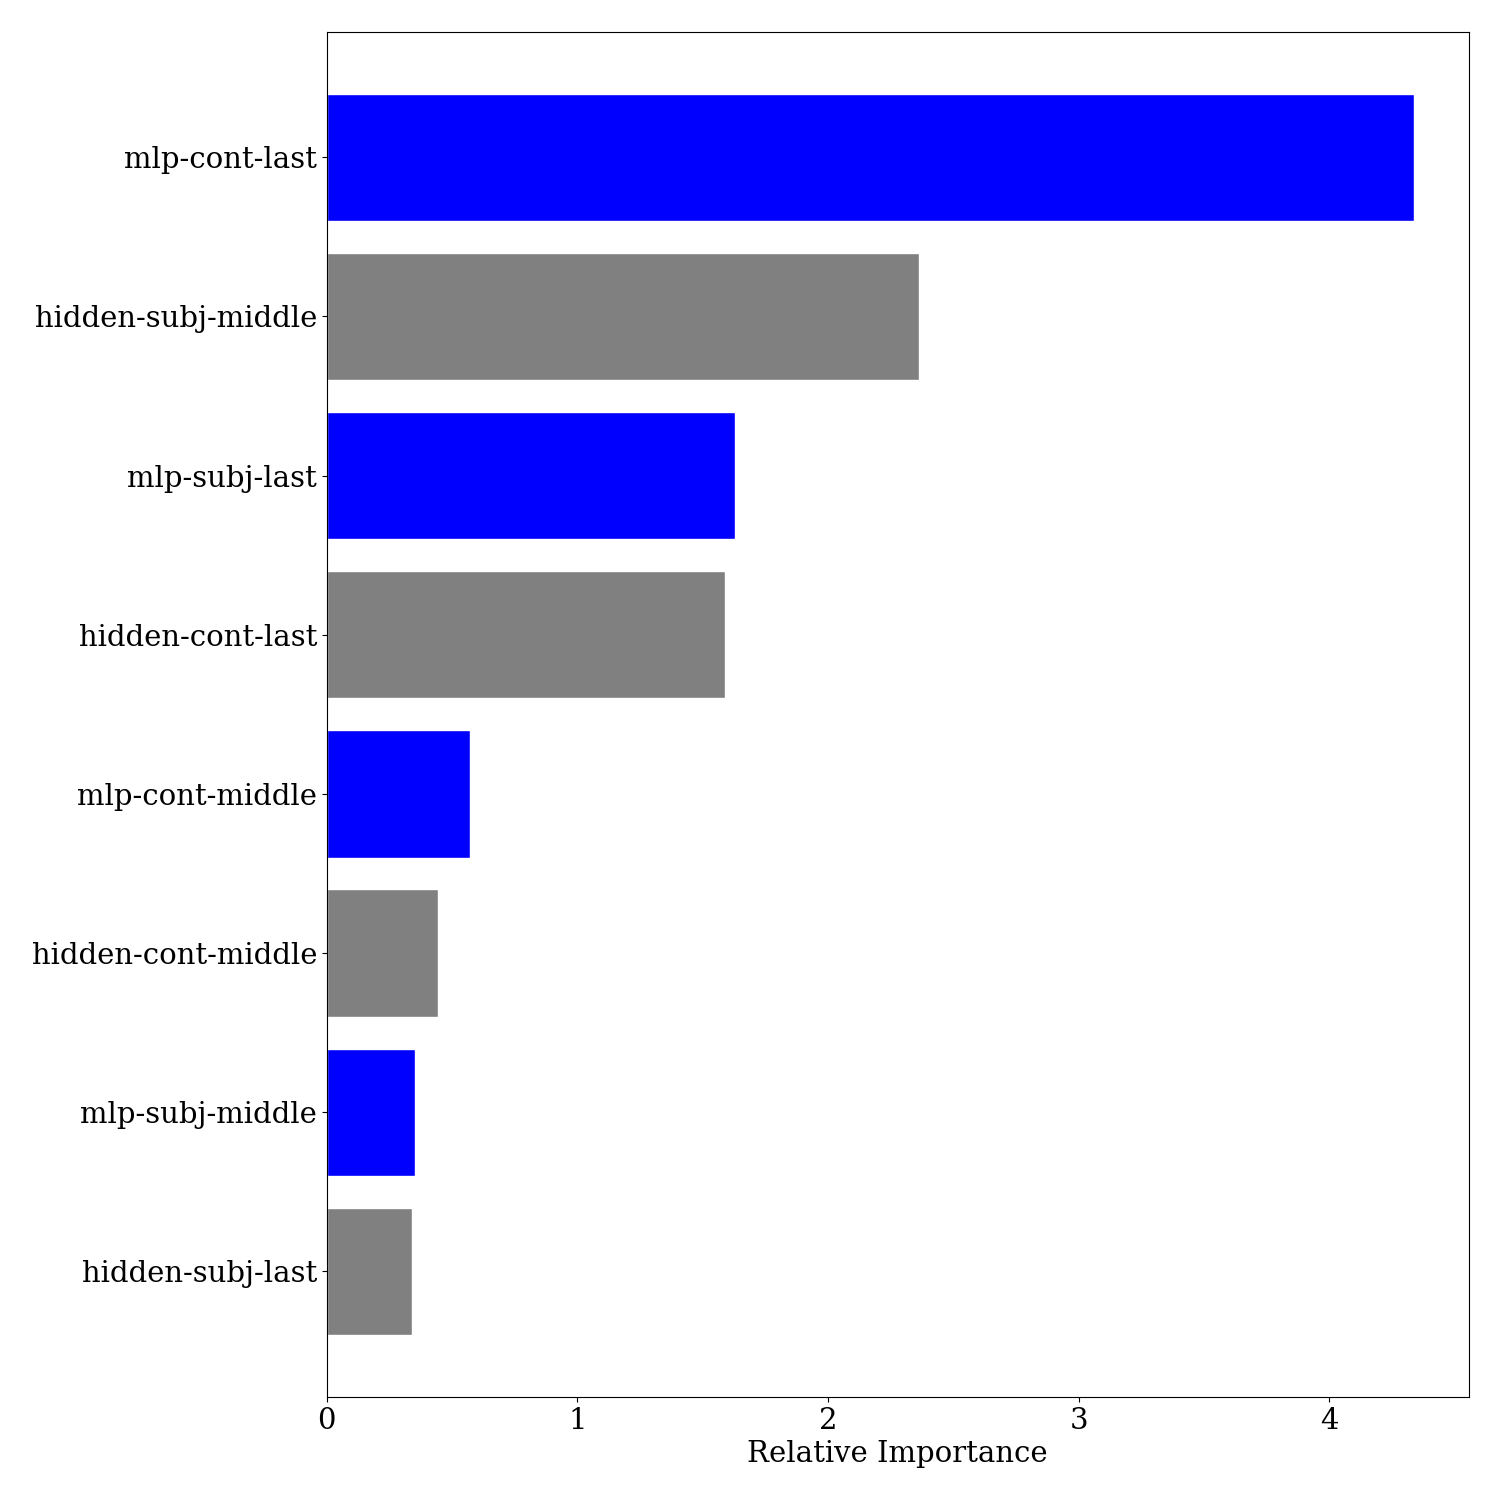 mlp-cont-last
hidden-subj-middle
mlp-subj-last
hidden-cont-last
mlp-cont-middle
hidden-cont-middle
mlp-subj-middle
hidden-subj-last
0 1 2 3 4
Relative Importance